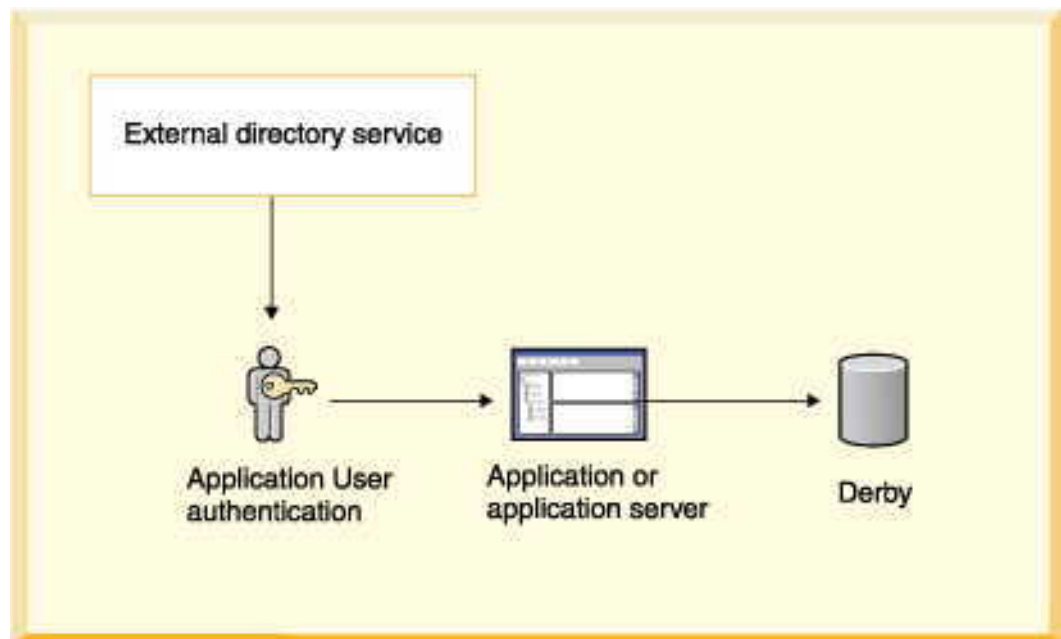 External directory service
Application User
authentication
Application or
application server
Derby